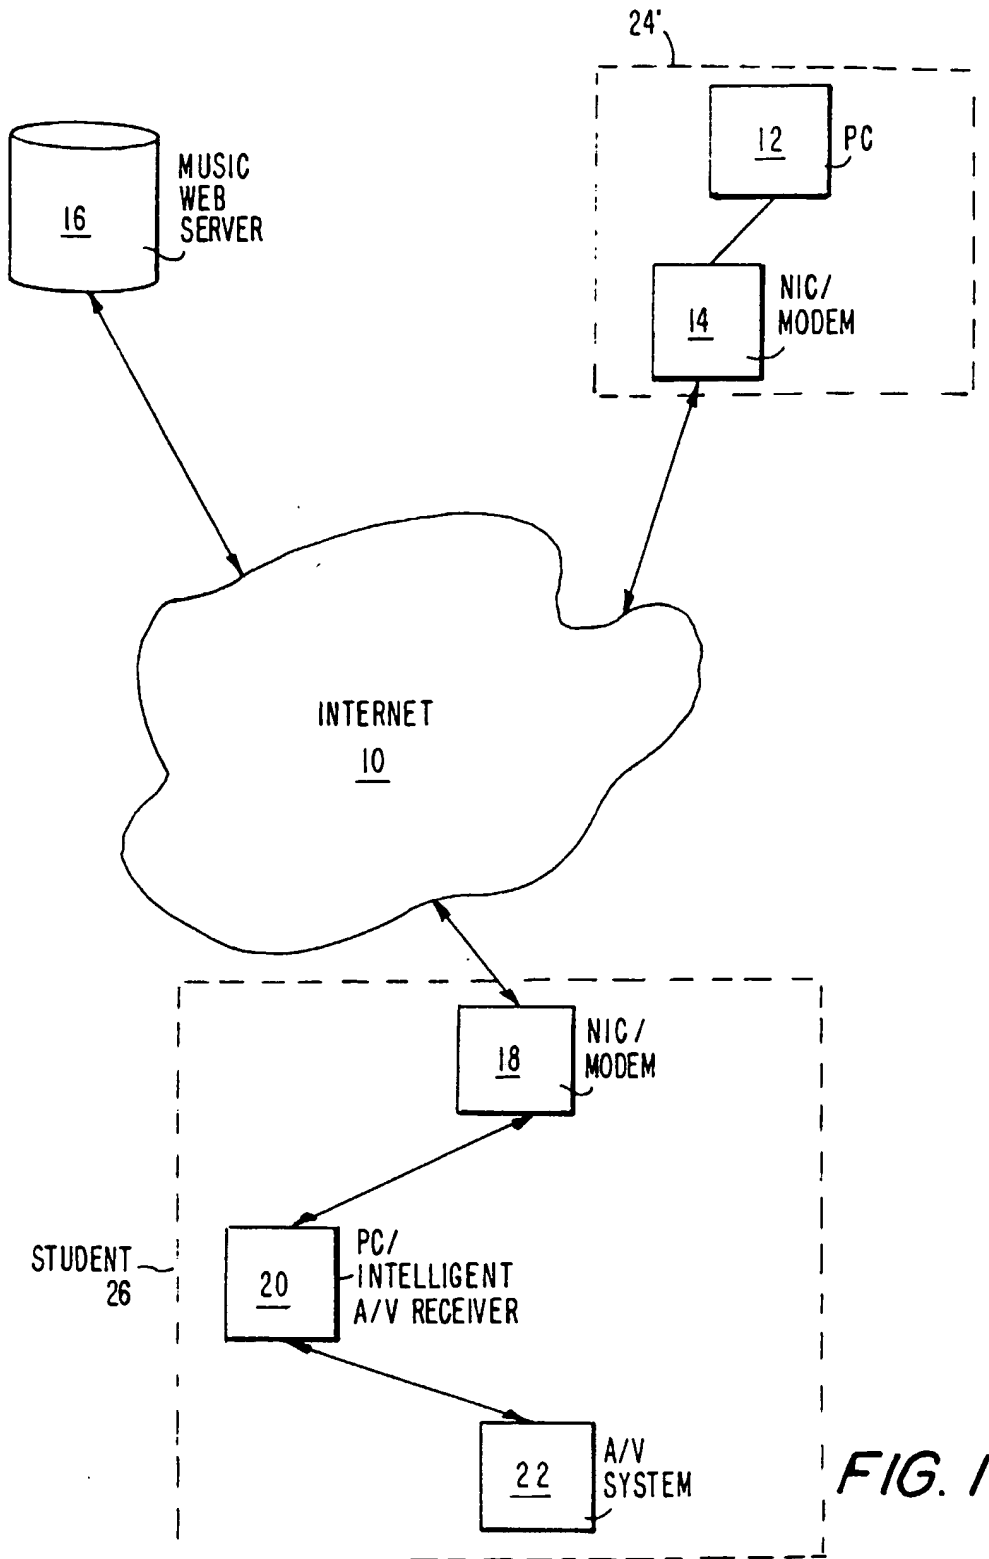 24'
12
PC
MUSIC
WEB
SERVER
16
14
NIC/
MODEM
INTERNET
10
18
NIC/
MODEM
STUDENT
26
20
PC/
INTELLIGENT
A/V RECEIVER
22
A/V
SYSTEM
FIG. 1